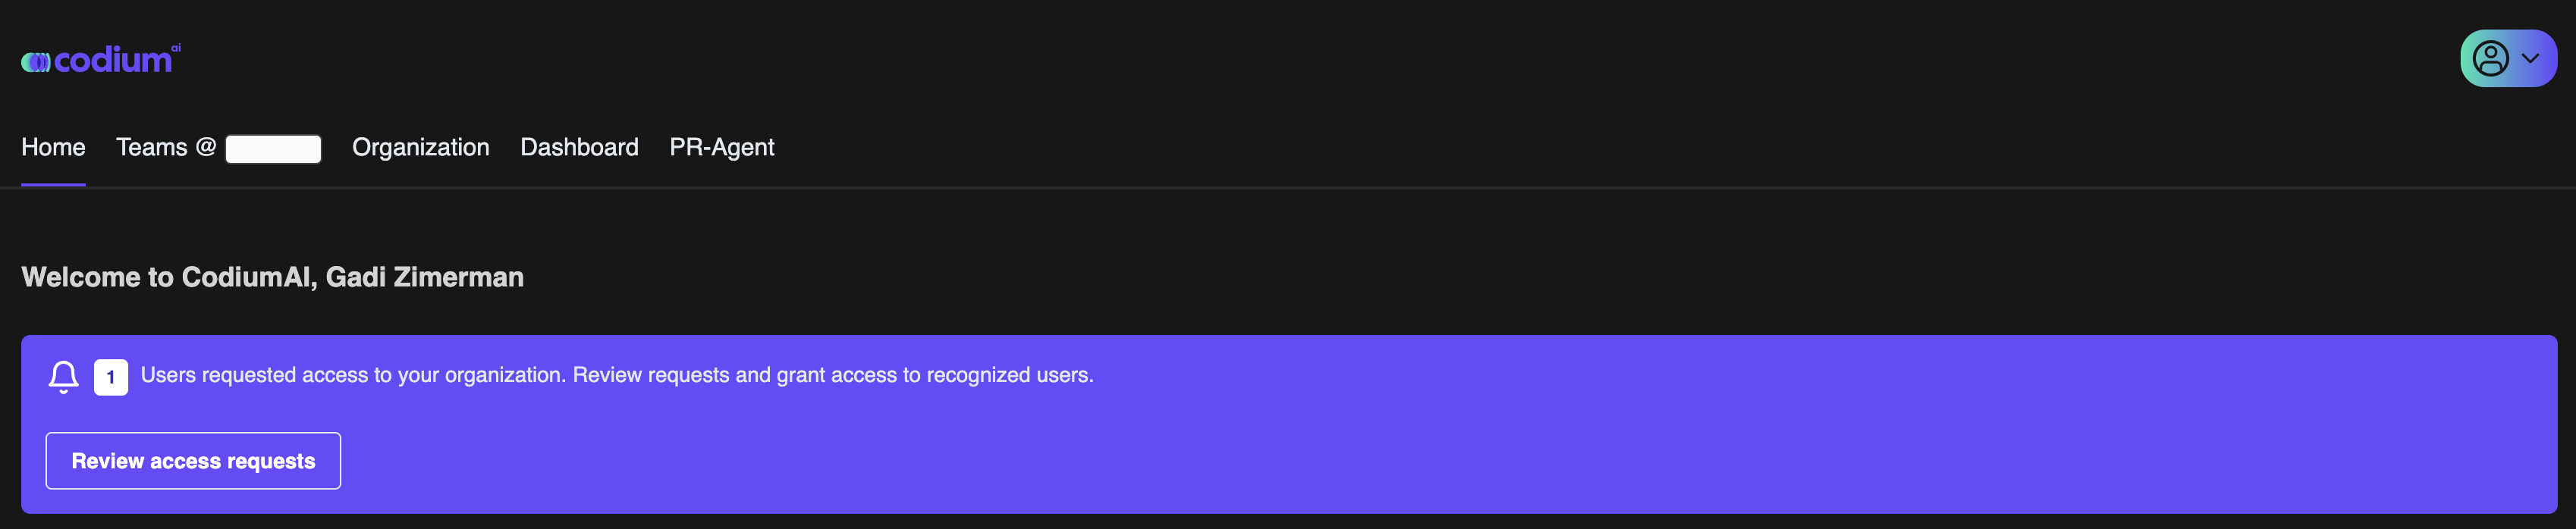 codium ai
Home Teams @ Organization Dashboard PR-Agent
Welcome to CodiumAI, Gadi Zimerman
1 Users requested access to your organization. Review requests and grant access to recognized users.
Review access requests